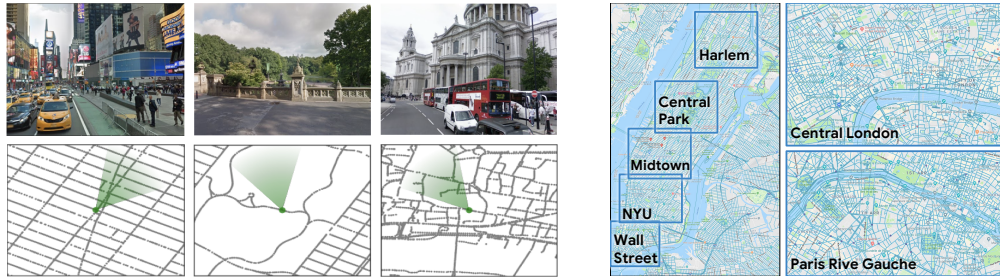 Harlem
Central
Park
Midtown
NYU
Wall
Street
Central London
Paris Rive Gauche